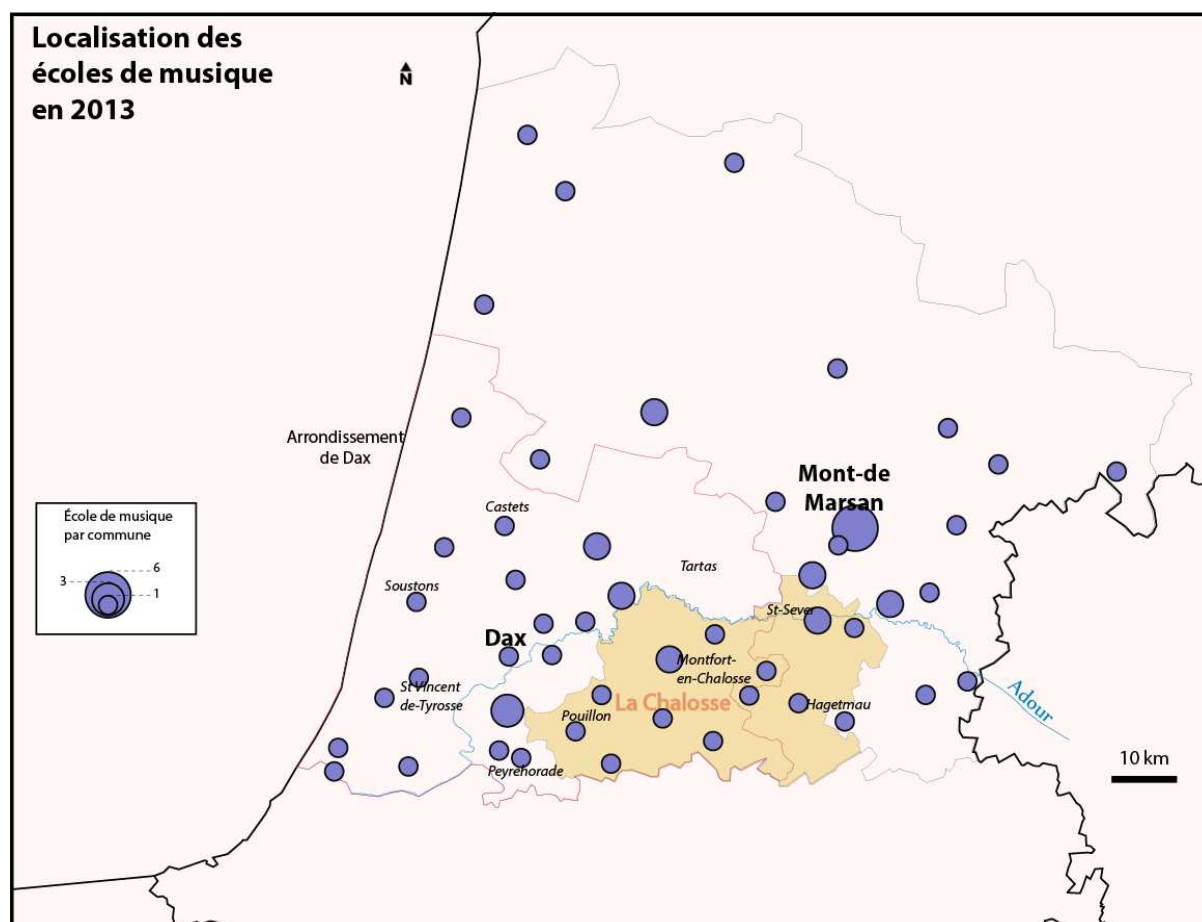 Localisation des
écoles de musique
en 2013
N
Arrondissement
de Dax
Mont-de
Marsan
École de musique
par commune
6
3
1
Castets
Soustons
Tartas
St-Sever
Dax
Montfort-
en-Chalosse
St Vincent
de-Tyrosse
La Chalosse
Pouillon
Hagetmau
Adour
Peyrehorade
10 km